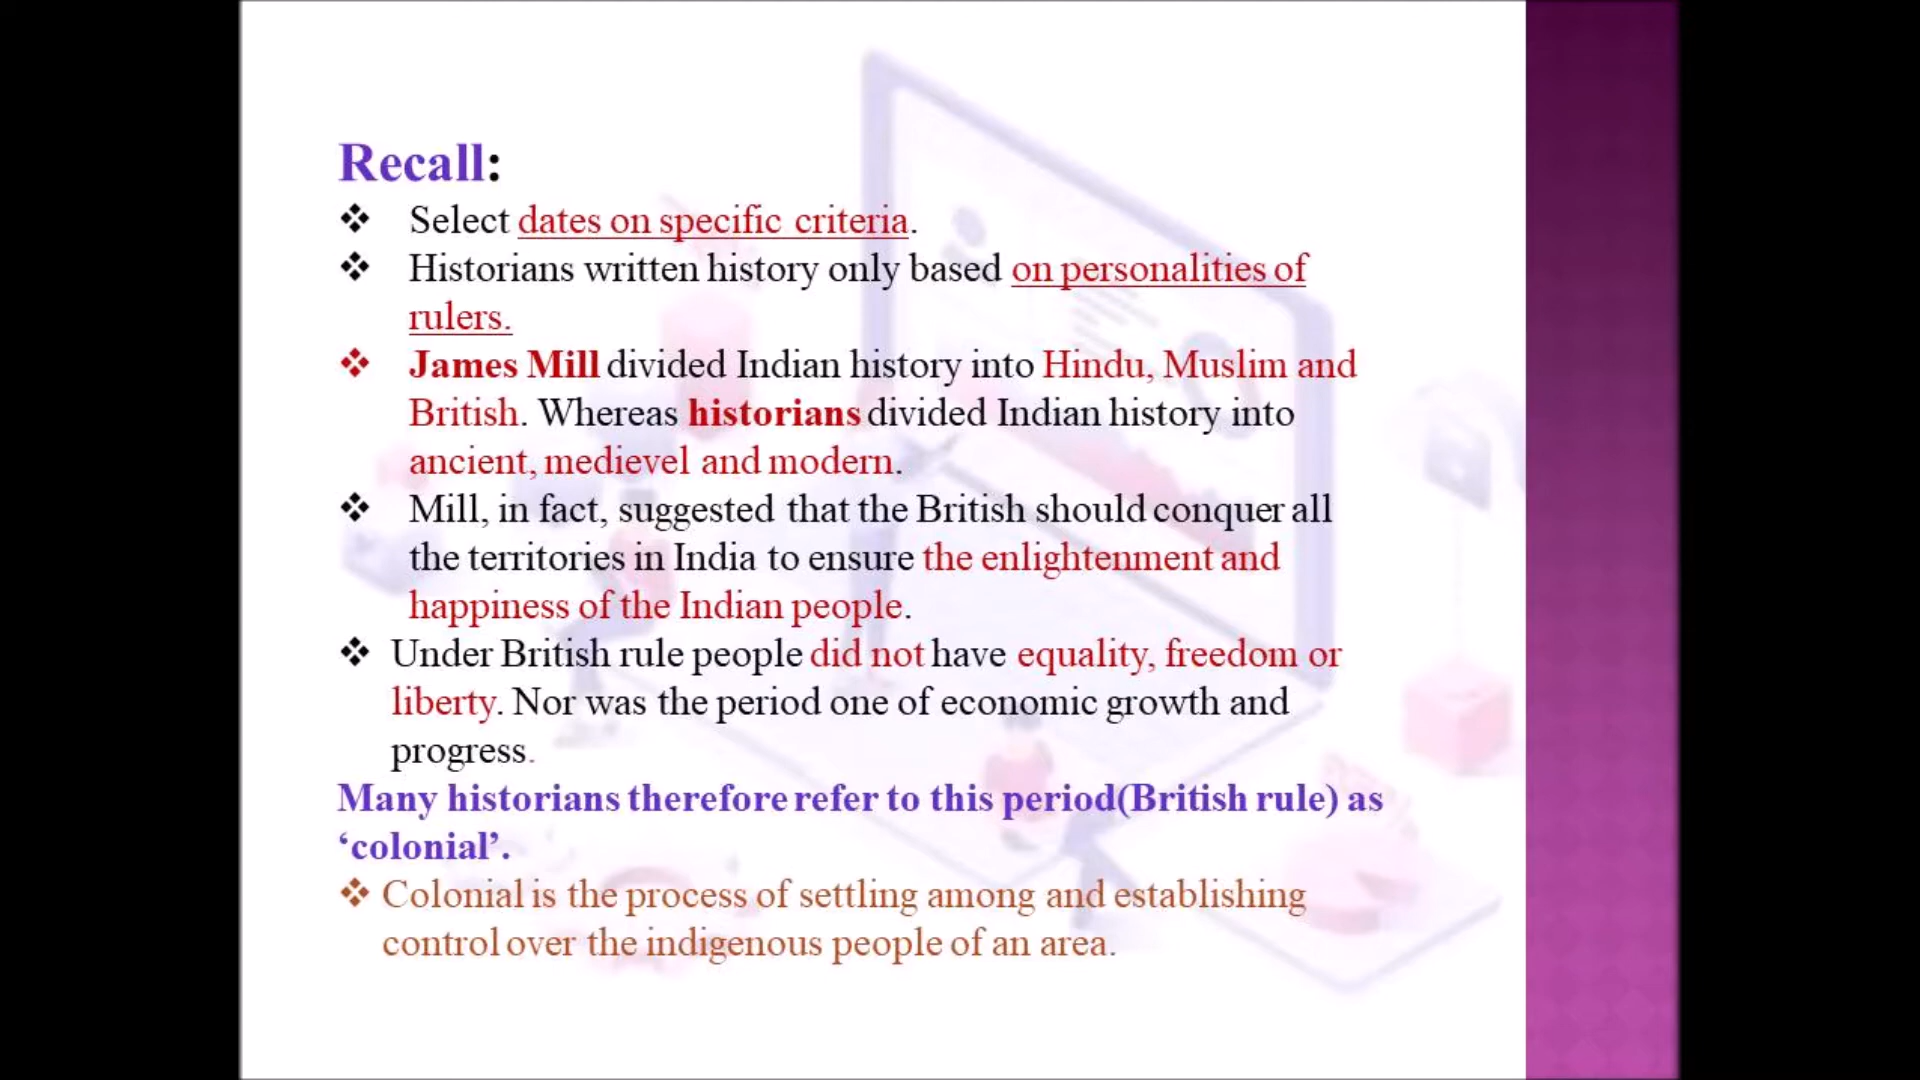 Recall:
❖ Select dates on specific criteria.
❖ Historians written history only based on personalities of
rulers.
❖ James Mill divided Indian history into Hindu, Muslim and
British. Whereas historians divided Indian history into
ancient, medievel and modern.
❖ Mill, in fact, suggested that the British should conquer all
the territories in India to ensure the enlightenment and
happiness of the Indian people.
❖ Under British rule people did not have equality, freedom or
liberty. Nor was the period one of economic growth and
progress.
Many historians therefore refer to this period(British rule) as
‘colonial’.
❖ Colonial is the process of settling among and establishing
control over the indigenous people of an area.